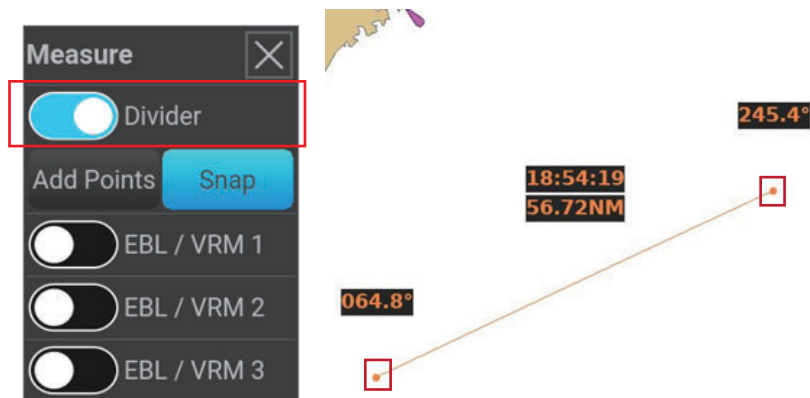 Measure
Divider
Add Points Snap
EBL / VRM 1
EBL / VRM 2
EBL / VRM 3
245.4°
18:54:19
56.72NM
064.8°